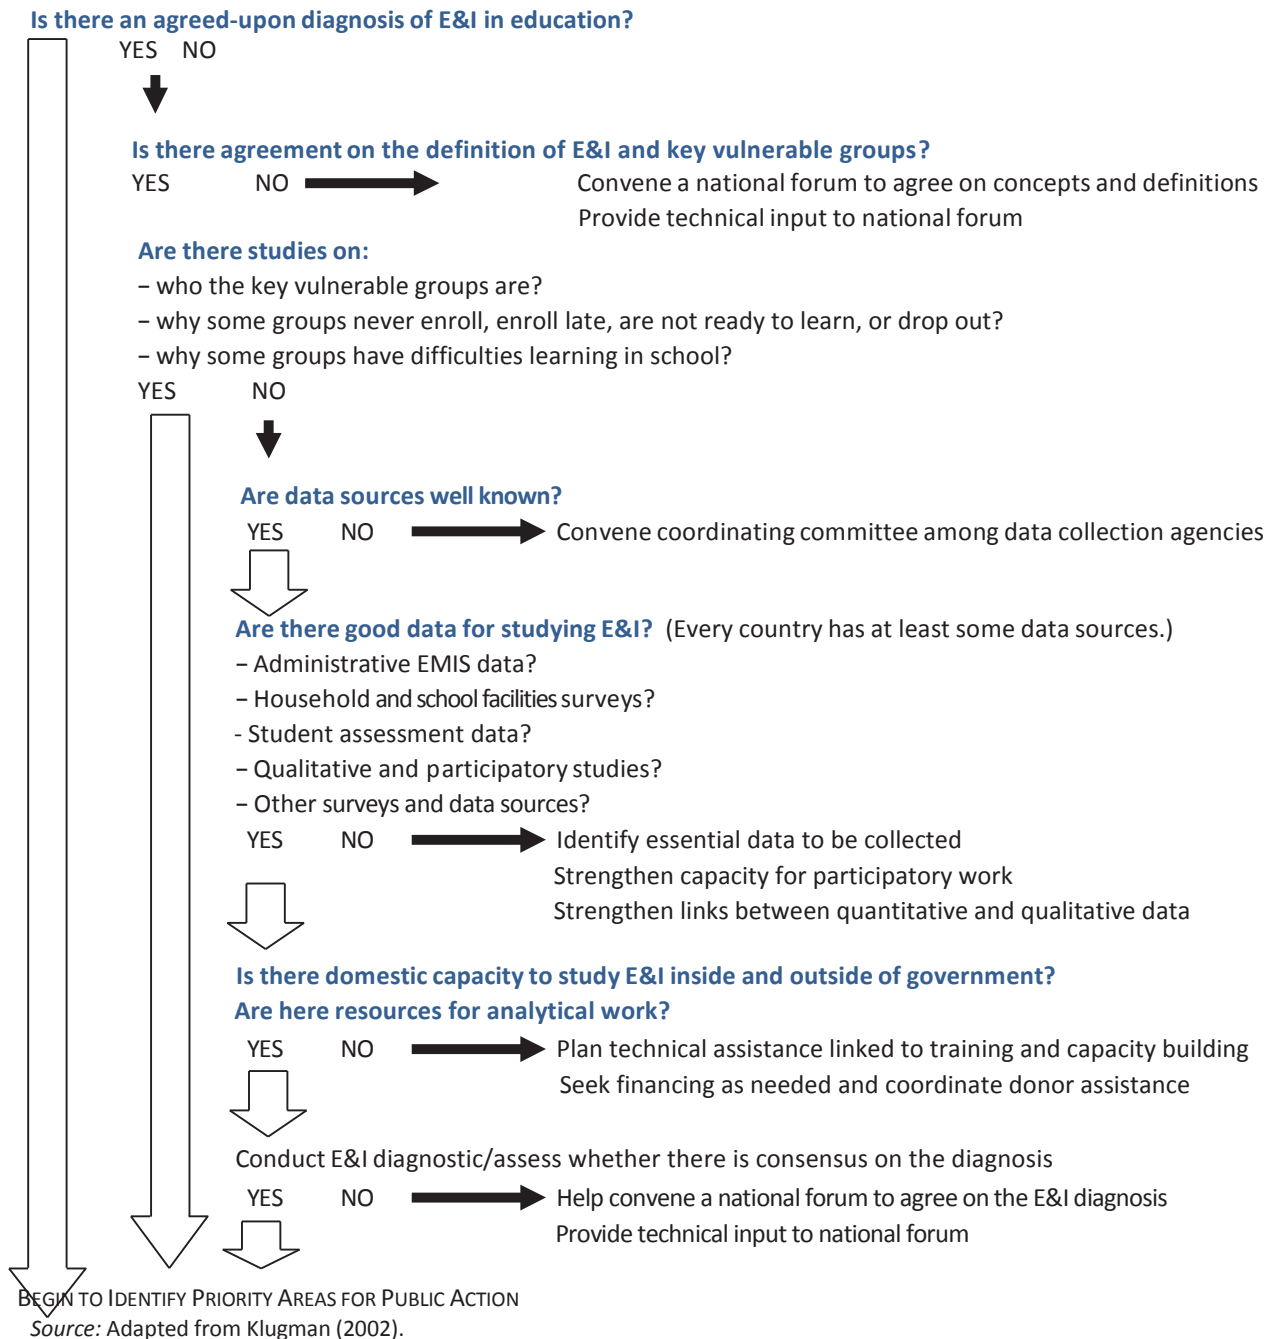 Is there an agreed-upon diagnosis of E&I in education?
YES NO
Is there agreement on the definition of E&I and key vulnerable groups?
YES NO Convene a national forum to agree on concepts and definitions
Provide technical input to national forum
Are there studies on:
– who the key vulnerable groups are?
– why some groups never enroll, enroll late, are not ready to learn, or drop out?
– why some groups have difficulties learning in school?
YES NO
Are data sources well known?
YES NO Convene coordinating committee among data collection agencies
Are there good data for studying E&I? (Every country has at least some data sources.)
– Administrative EMIS data?
– Household and school facilities surveys?
- Student assessment data?
– Qualitative and participatory studies?
– Other surveys and data sources?
YES NO Identify essential data to be collected
Strengthen capacity for participatory work
Strengthen links between quantitative and qualitative data
Is there domestic capacity to study E&I inside and outside of government?
Are here resources for analytical work?
YES NO Plan technical assistance linked to training and capacity building
Seek financing as needed and coordinate donor assistance
Conduct E&I diagnostic/assess whether there is consensus on the diagnosis
YES NO Help convene a national forum to agree on the E&I diagnosis
Provide technical input to national forum
BEGIN TO IDENTIFY PRIORITY AREAS FOR PUBLIC ACTION
Source: Adapted from Klugman (2002).